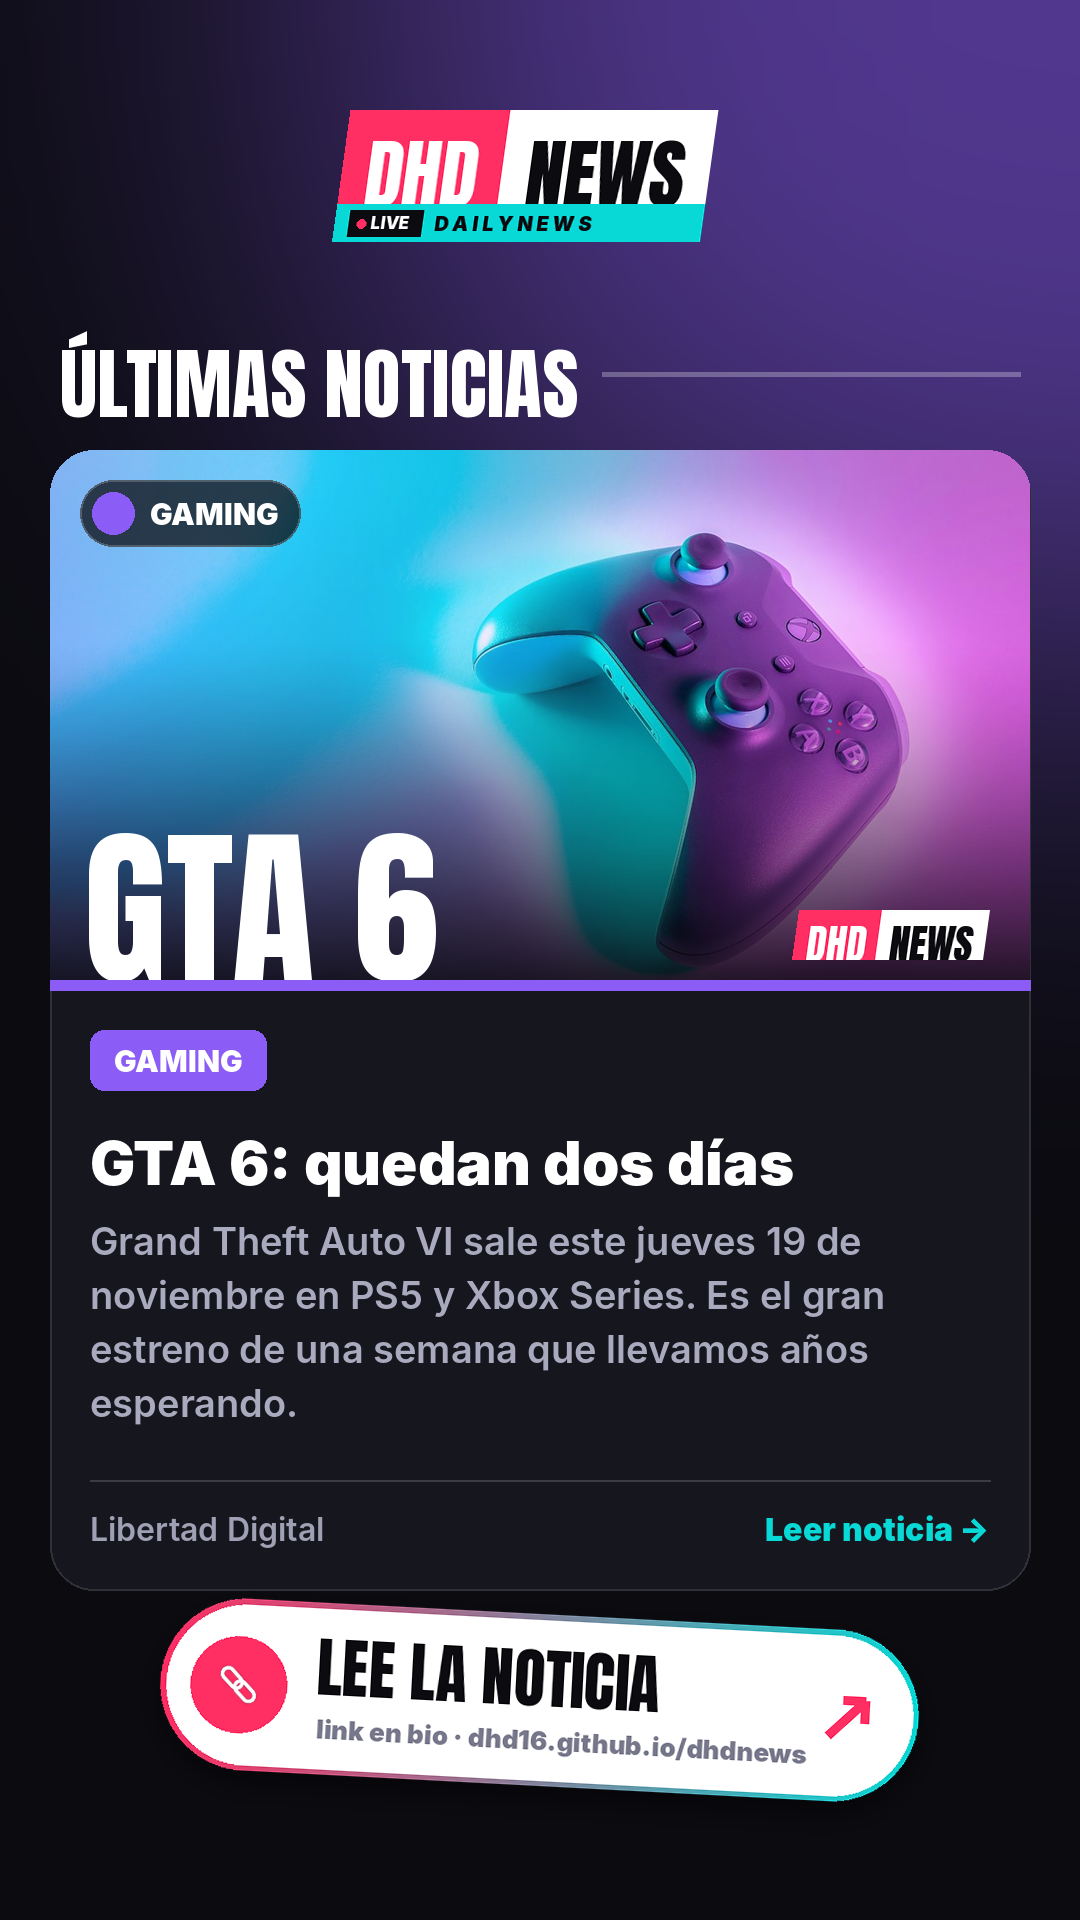 DHD NEWS
LIVE DAILYNEWS
ÚLTIMAS NOTICIAS
GAMING
GTA 6
DHD NEWS
GAMING
GTA 6: quedan dos días
Grand Theft Auto VI sale este jueves 19 de
noviembre en PS5 y Xbox Series. Es el gran
estreno de una semana que llevamos años
esperando.
Libertad Digital
Leer noticia →
LEE LA NOTICIA
link en bio · dhd16.github.io/dhdnews